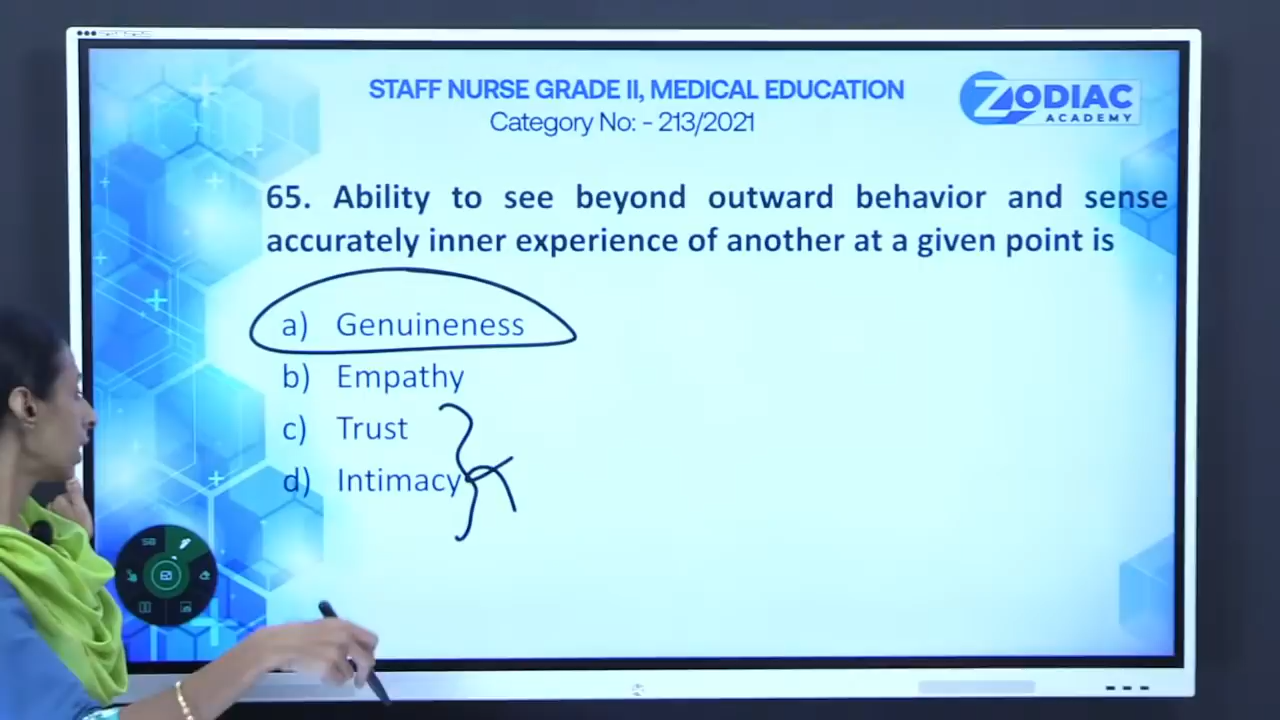 STAFF NURSE GRADE II, MEDICAL EDUCATION
Category No: - 213/2021
ZODIAC
ACADEMY
65. Ability to see beyond outward behavior and sense
accurately inner experience of another at a given point is
a) Genuineness
b) Empathy
c) Trust
d) Intimacy